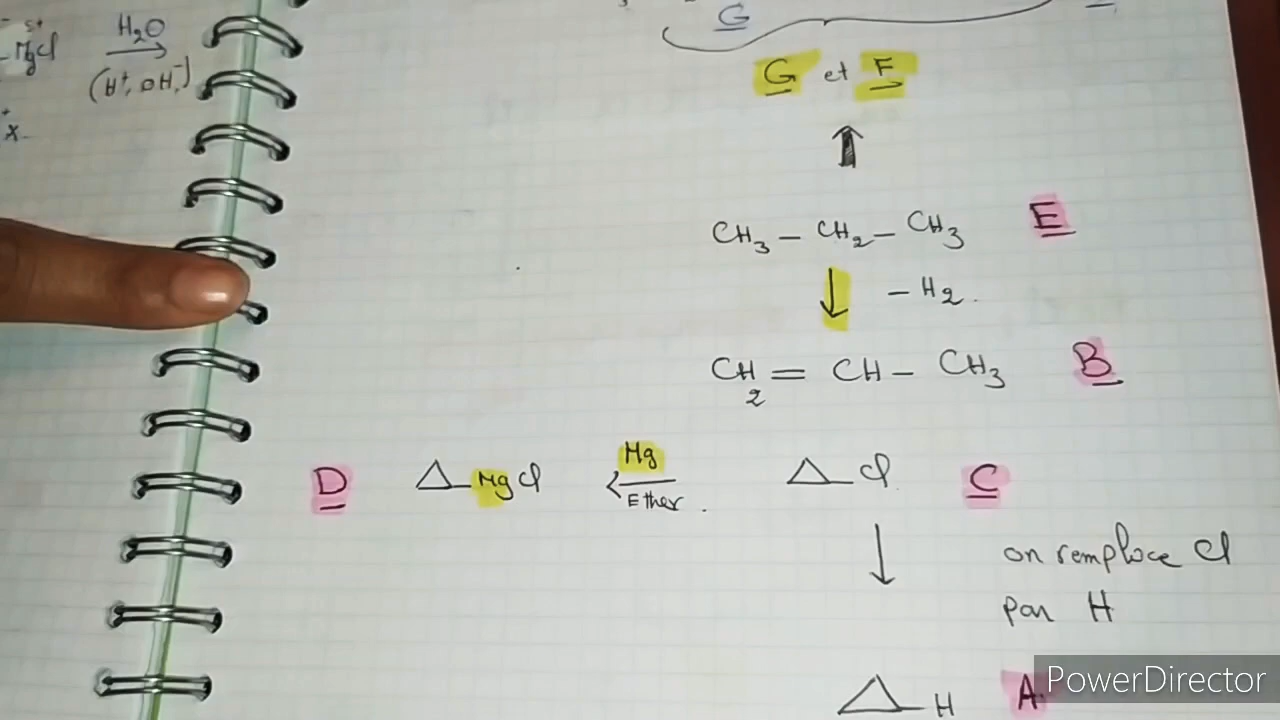 H₂O
MgCl ⟶
(H⁺, OH⁻)
x
G
G et F
↑
CH₃ – CH₂ – CH₃ E
↓ – H₂.
CH₂ = CH – CH₃ B
D △–MgCl ⟵ Mg Ether. △–Cl C
↓ on remplace Cl
par H
△–H A
PowerDirector